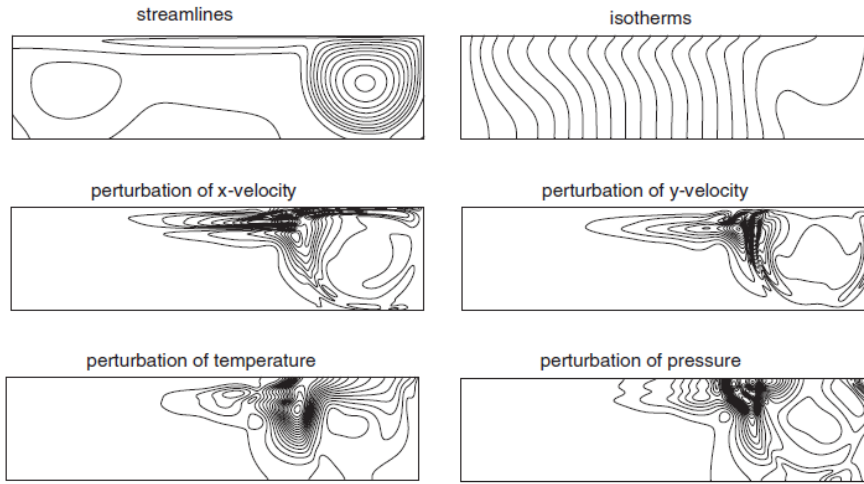 streamlines
isotherms
perturbation of x-velocity
perturbation of y-velocity
perturbation of temperature
perturbation of pressure